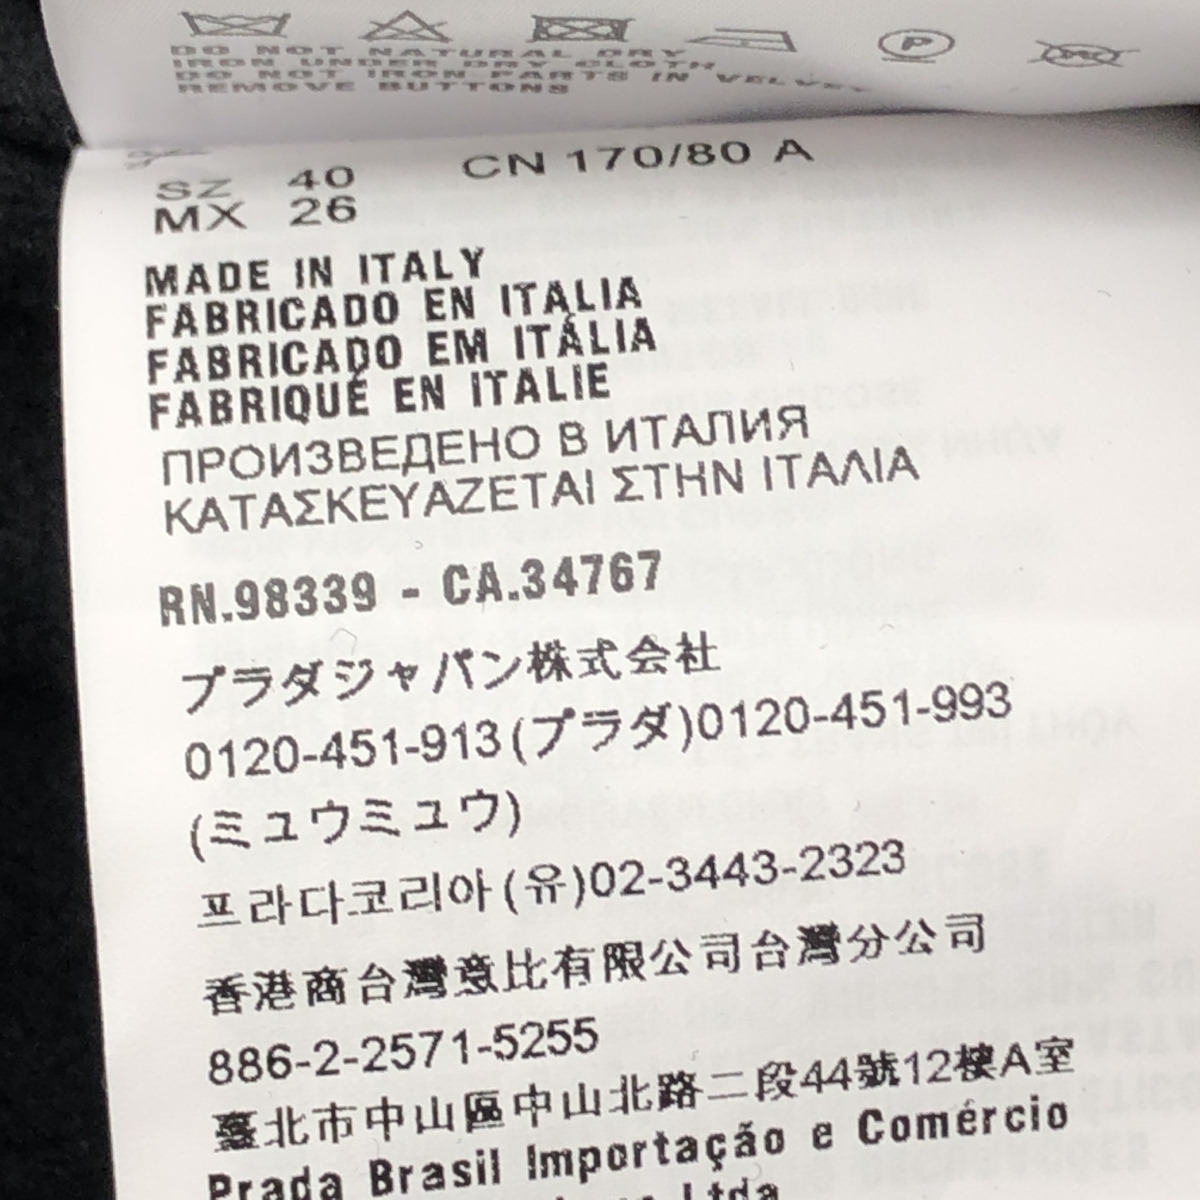 P
DO NOT NATURAL DRY
IRON UNDER DRY CLOTH
DO NOT IRON PARTS IN VELVET
REMOVE BUTTONS
SZ 40 CN 170/80 A
MX 26
MADE IN ITALY
FABRICADO EN ITALIA
FABRICADO EM ITÁLIA
FABRIQUÉ EN ITALIE
ПРОИЗВЕДЕНО В ИТАЛИЯ
ΚΑΤΑΣΚΕΥΑΖΕΤΑΙ ΣΤΗΝ ΙΤΑΛΙΑ
RN.98339 - CA.34767
プラダジャパン株式会社
0120-451-913(プラダ)0120-451-993
(ミュウミュウ)
프라다코리아(유)02-3443-2323
香港商台灣意比有限公司台灣分公司
886-2-2571-5255
臺北市中山區中山北路二段44號12樓A室
Prada Brasil Importação e Comércio
Ltda